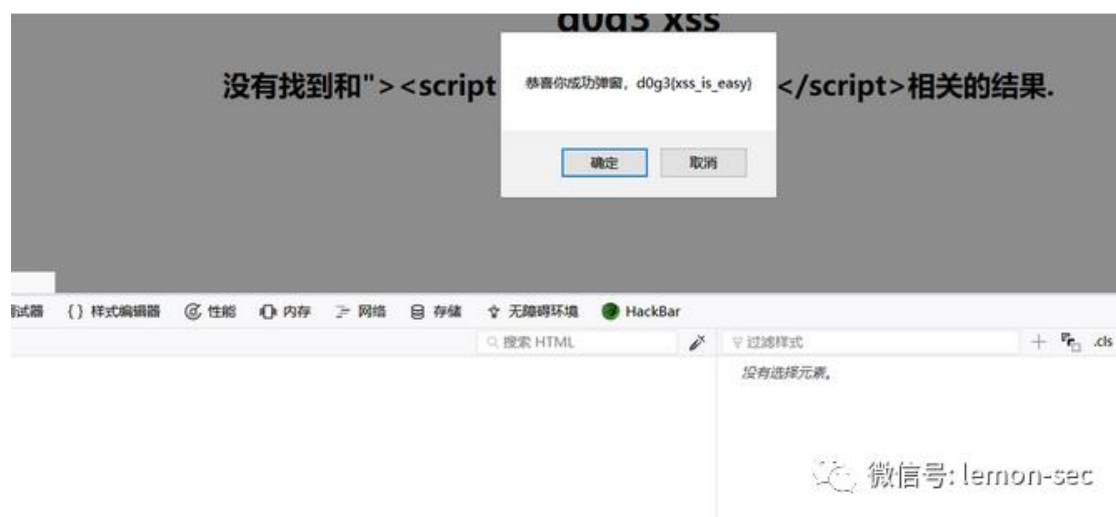 d0g3 xss
没有找到和"><script
恭喜你成功弹窗，d0g3{xss_is_easy}
</script>相关的结果.
确定 取消
调试器 {} 样式编辑器 性能 内存 网络 存储 无障碍环境 HackBar
搜索 HTML 过滤样式 .cls
没有选择元素。
微信号: lemon-sec